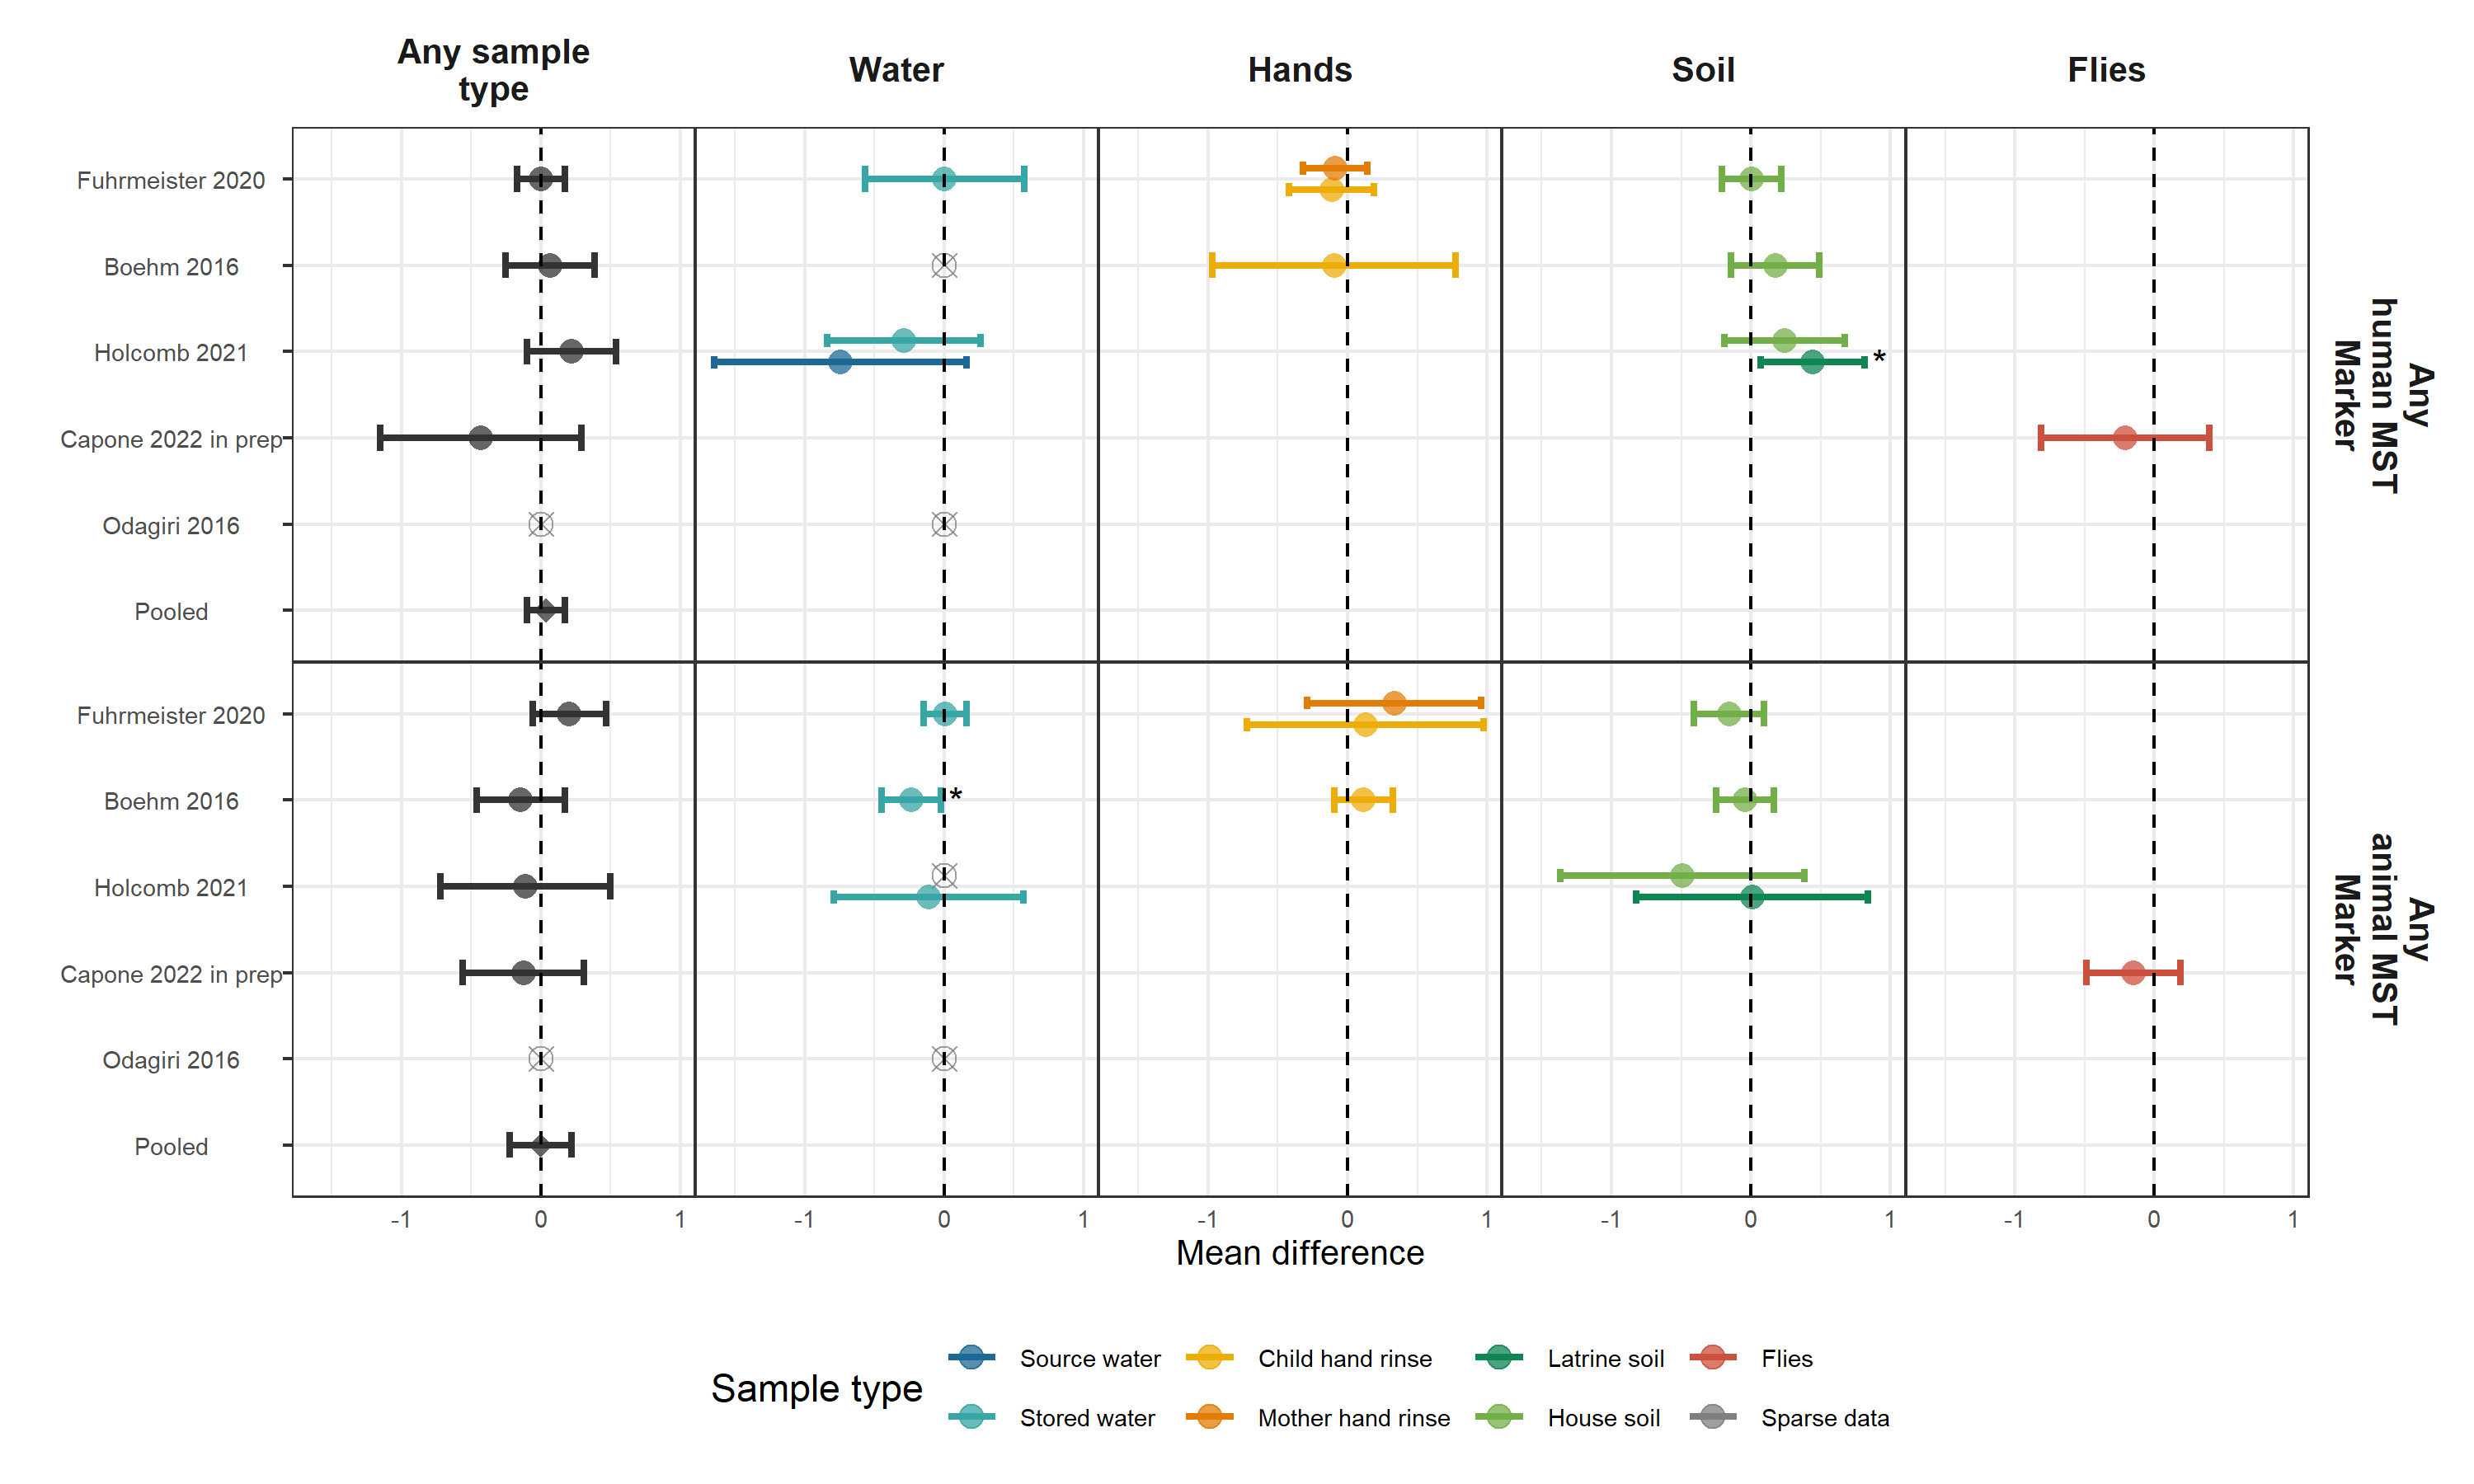 Any sample
type
Water
Hands
Soil
Flies
Fuhrmeister 2020
Boehm 2016
Holcomb 2021
*
Capone 2022 in prep
Odagiri 2016
Pooled
Any
human MST
Marker
Fuhrmeister 2020
Boehm 2016
*
Holcomb 2021
Capone 2022 in prep
Odagiri 2016
Pooled
Any
animal MST
Marker
-1 0 1 -1 0 1 -1 0 1 -1 0 1 -1 0 1
Mean difference
Sample type
Source water Child hand rinse Latrine soil Flies
Stored water Mother hand rinse House soil Sparse data